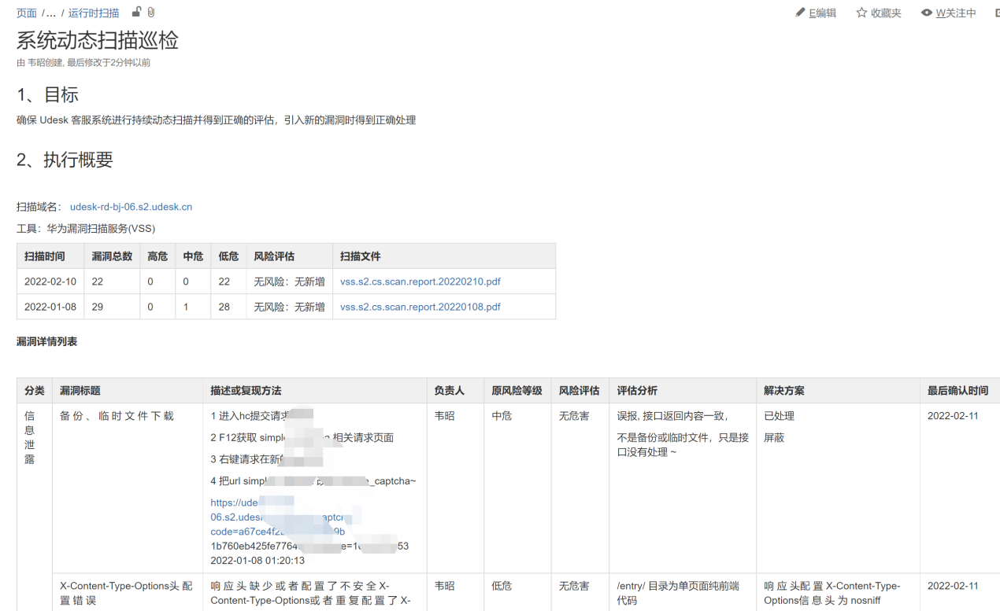 页面 /... / 运行时扫描
E编辑 收藏夹 W关注中
系统动态扫描巡检
由 韦昭创建, 最后修改于2分钟以前
1、目标
确保 Udesk 客服系统进行持续动态扫描并得到正确的评估，引入新的漏洞时得到正确处理
2、执行概要
扫描域名： udesk-rd-bj-06.s2.udesk.cn
工具：华为漏洞扫描服务(VSS)
扫描时间 漏洞总数 高危 中危 低危 风险评估 扫描文件
2022-02-10 22 0 0 22 无风险：无新增 vss.s2.cs.scan.report.20220210.pdf
2022-01-08 29 0 1 28 无风险：无新增 vss.s2.cs.scan.report.20220108.pdf
漏洞详情列表
分类 漏洞标题 描述或复现方法 负责人 原风险等级 风险评估 评估分析 解决方案 最后确认时间
信
息
泄
露
备份、临时文件下载
1 进入hc提交请求
2 F12获取 simple 相关请求页面
3 右键请求在新
4 把url simpl _captcha~
https://ude
06.s2.udesk aptc
code=a67ce4f2 9b
1b760eb425fe7764 e=1 53
2022-01-08 01:20:13
韦昭
中危
无危害
误报, 接口返回内容一致，
不是备份或临时文件，只是接
口没有处理 ~
已处理
屏蔽
2022-02-11
X-Content-Type-Options头配
置错误
响应头缺少或者配置了不安全X-
Content-Type-Options或者重复配置了X-
韦昭
低危
无危害
/entry/ 目录为单页面纯前端
代码
响应头配置X-Content-Type-
Options信息头为nosniff
2022-02-11